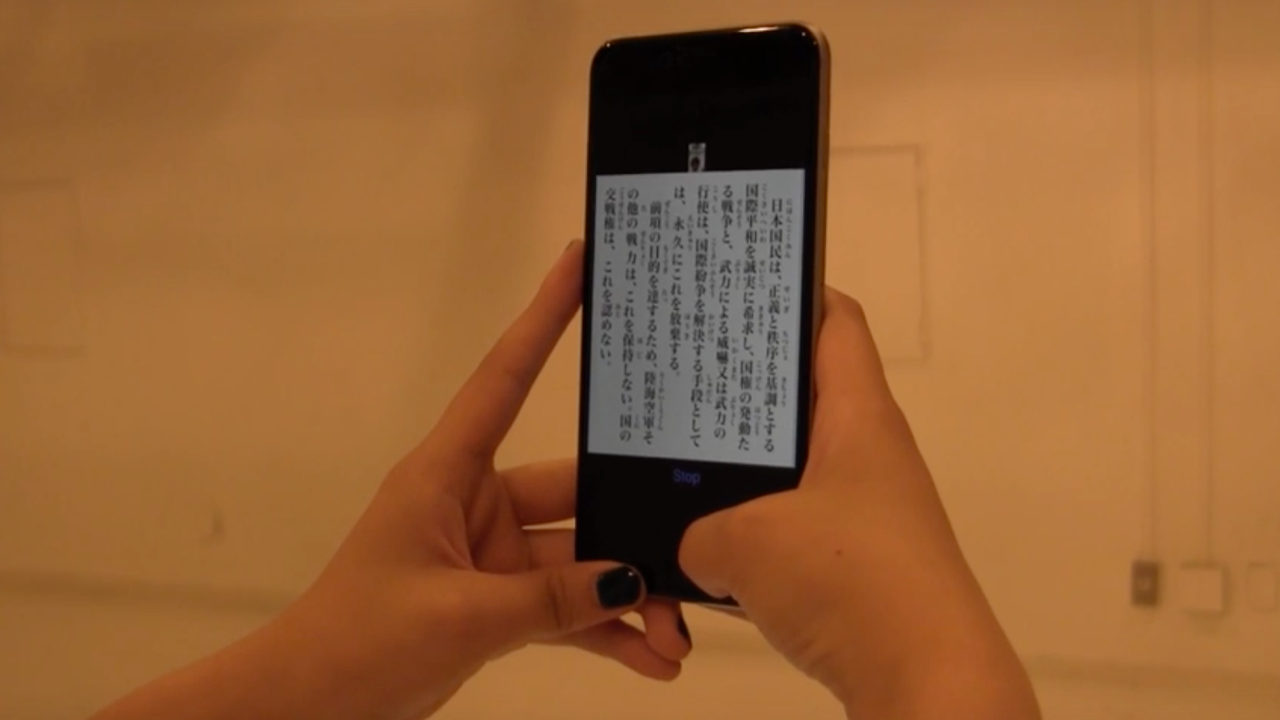 日本国民は、正義と秩序を基調とする
国際平和を誠実に希求し、国権の発動た
る戦争と、武力による威嚇又は武力の
行使は、国際紛争を解決する手段として
は、永久にこれを放棄する。
前項の目的を達するため、陸海空軍そ
の他の戦力は、これを保持しない。国の
交戦権は、これを認めない。
Stop